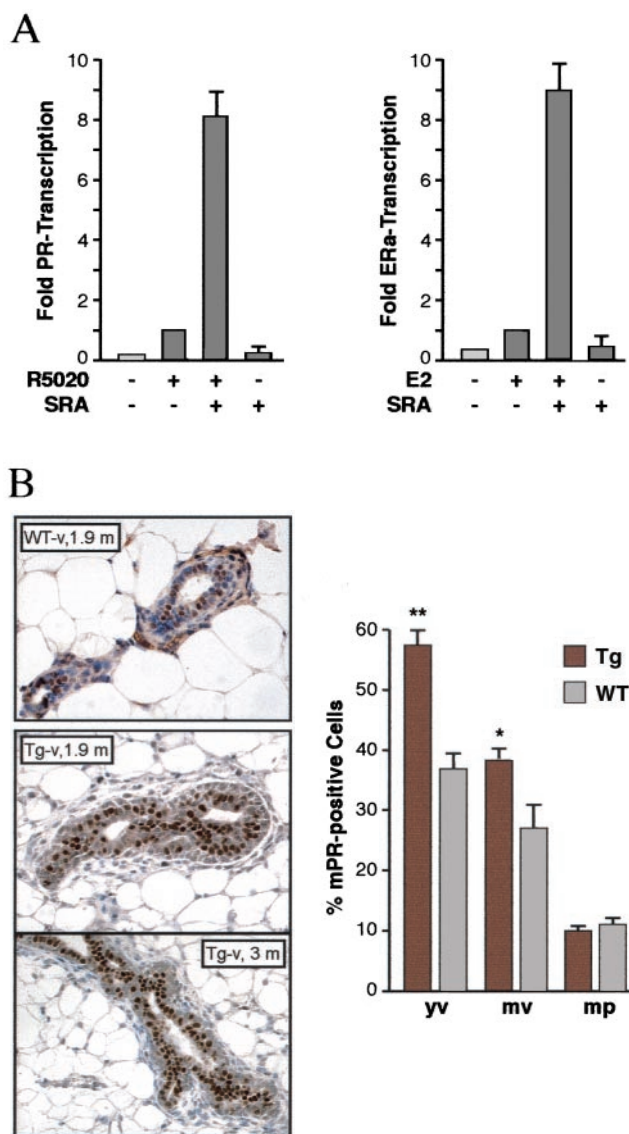 A
10
8
6
4
2
0
Fold PR-Transcription
R5020 - + + -
SRA - - + +
10
8
6
4
2
0
Fold ERa-Transcription
E2 - + + -
SRA - - + +
B
WT-v,1.9 m
Tg-v,1.9 m
Tg-v, 3 m
% mPR-positive Cells
60
50
40
30
20
10
0
**
*
Tg
WT
yv mv mp